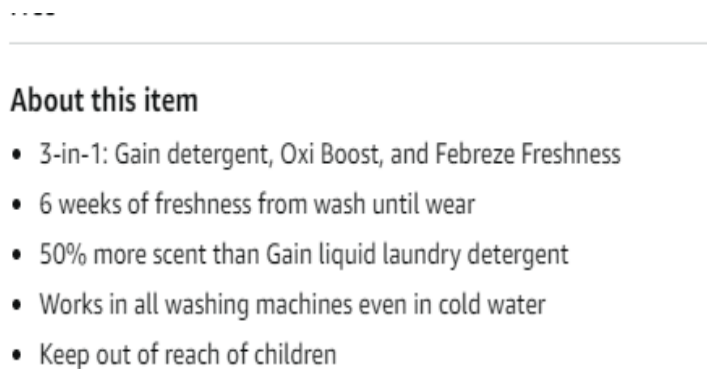 About this item
3-in-1: Gain detergent, Oxi Boost, and Febreze Freshness
6 weeks of freshness from wash until wear
50% more scent than Gain liquid laundry detergent
Works in all washing machines even in cold water
Keep out of reach of children